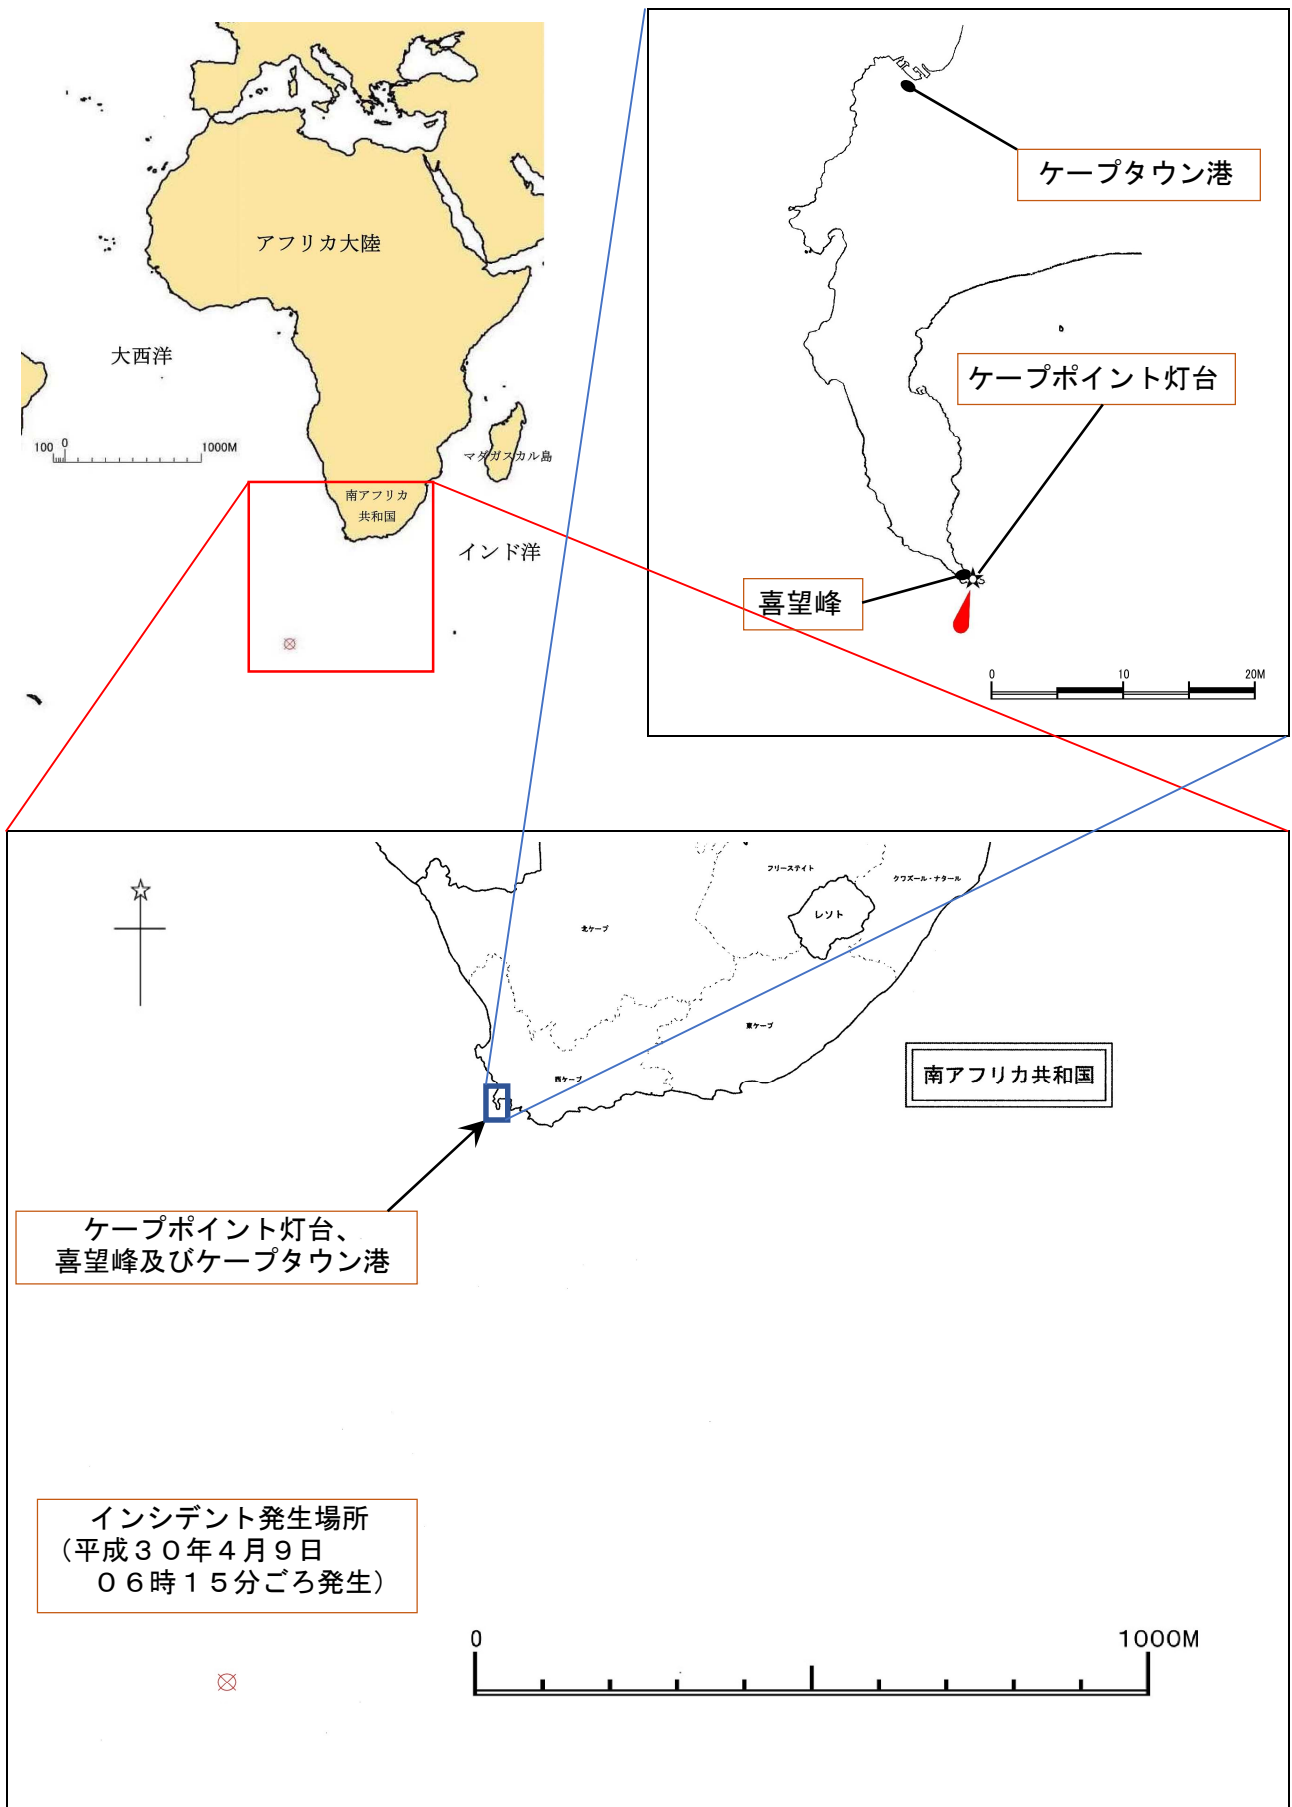 アフリカ大陸
大西洋
100 0 1000M
マダガスカル島
南アフリカ
共和国
インド洋
ケープタウン港
ケープポイント灯台
喜望峰
0 10 20M
フリーステイト
クワズール・ナタール
レソト
北ケープ
東ケープ
西ケープ
南アフリカ共和国
ケープポイント灯台、
喜望峰及びケープタウン港
インシデント発生場所
（平成３０年４月９日
０６時１５分ごろ発生）
0 1000M